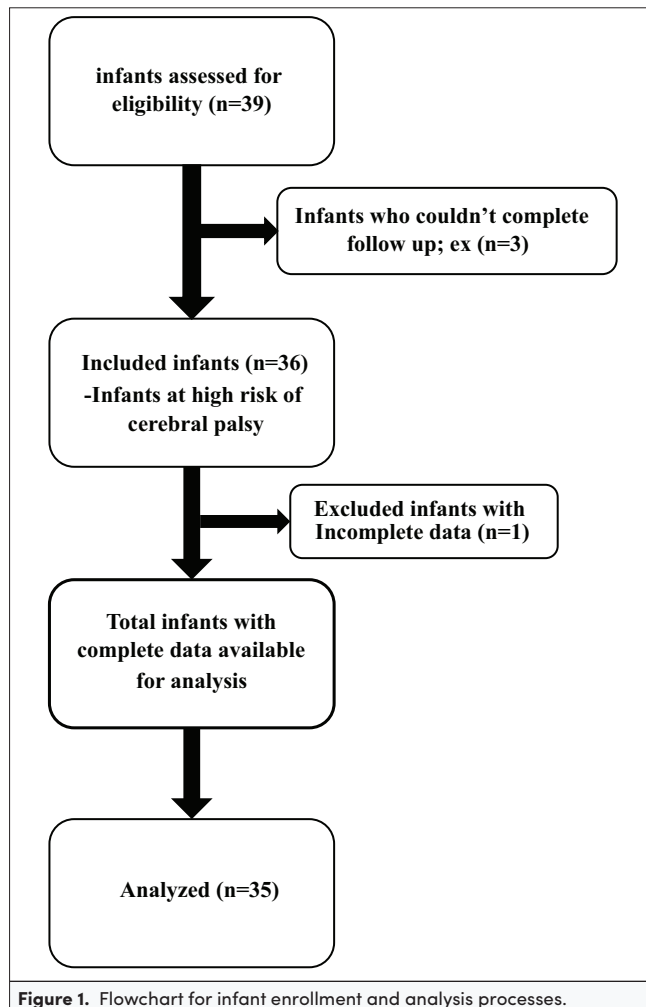 infants assessed for
eligibility (n=39)
Infants who couldn’t complete
follow up; ex (n=3)
Included infants (n=36)
-Infants at high risk of
cerebral palsy
Excluded infants with
Incomplete data (n=1)
Total infants with
complete data available
for analysis
Analyzed (n=35)
Figure 1. Flowchart for infant enrollment and analysis processes.